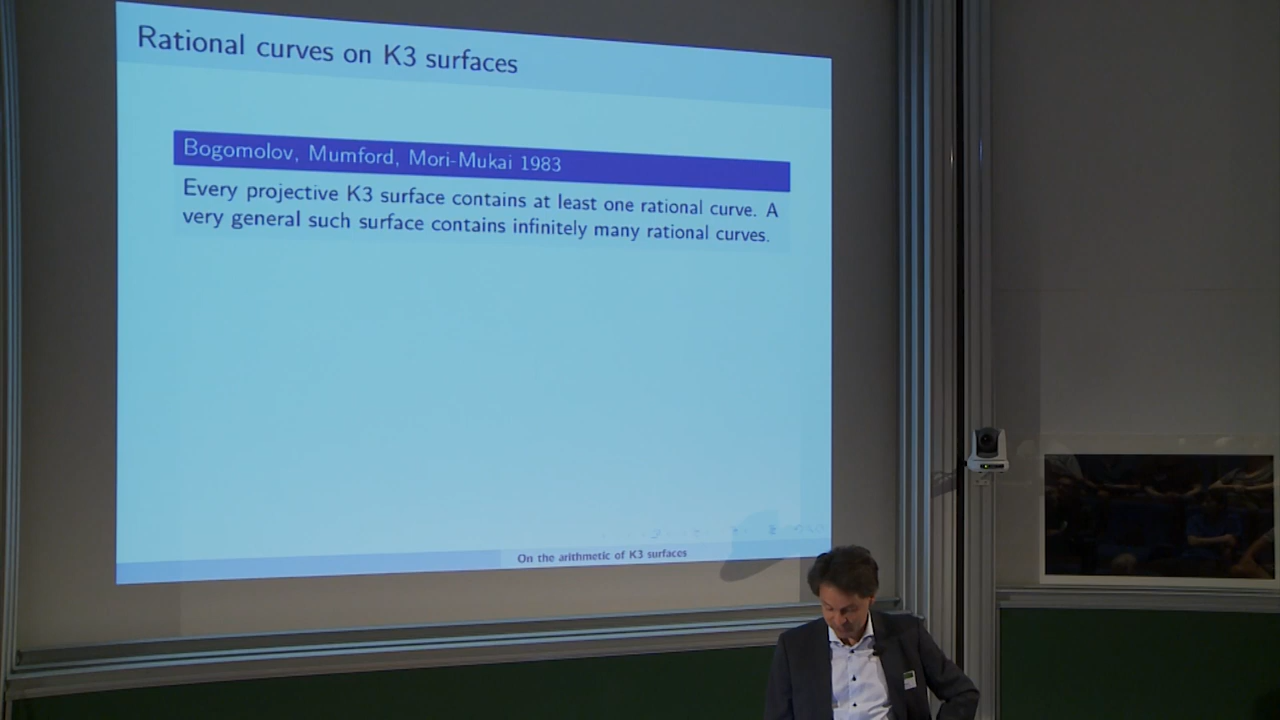 Rational curves on K3 surfaces
Bogomolov, Mumford, Mori-Mukai 1983
Every projective K3 surface contains at least one rational curve. A
very general such surface contains infinitely many rational curves.
On the arithmetic of K3 surfaces